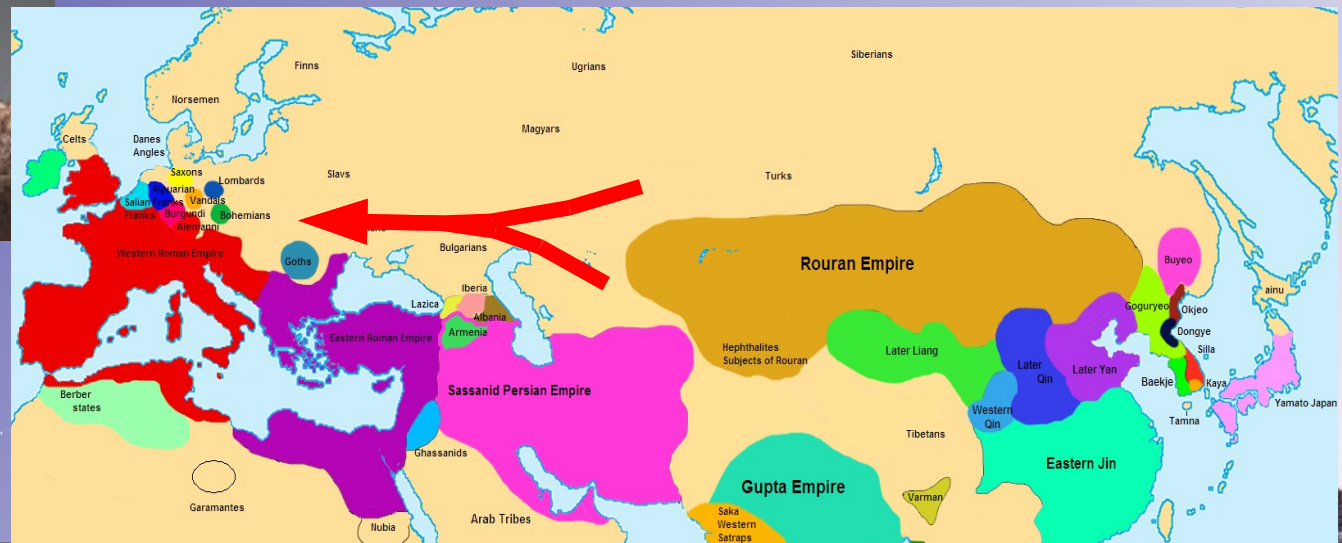 Siberians
Finns
Ugrians
Norsemen
Magyars
Celts
Danes
Angles
Saxons
Slavs
Turks
Lombards
Ripuarian
Salian Franks
Vandals
Franks
Burgundi
Bohemians
Alemanni
Western Roman Empire
Goths
Bulgarians
Rouran Empire
Buyeo
ainu
Iberia
Lazica
Albania
Armenia
Eastern Roman Empire
Goguryeo
Okjeo
Dongye
Silla
Hephthalites
Subjects of Rouran
Later Liang
Later
Qin
Later Yan
Baekje
Kaya
Yamato Japan
Tamna
Berber
states
Sassanid Persian Empire
Western
Qin
Tibetans
Ghassanids
Eastern Jin
Gupta Empire
Varman
Garamantes
Nubia
Arab Tribes
Saka
Western
Satraps